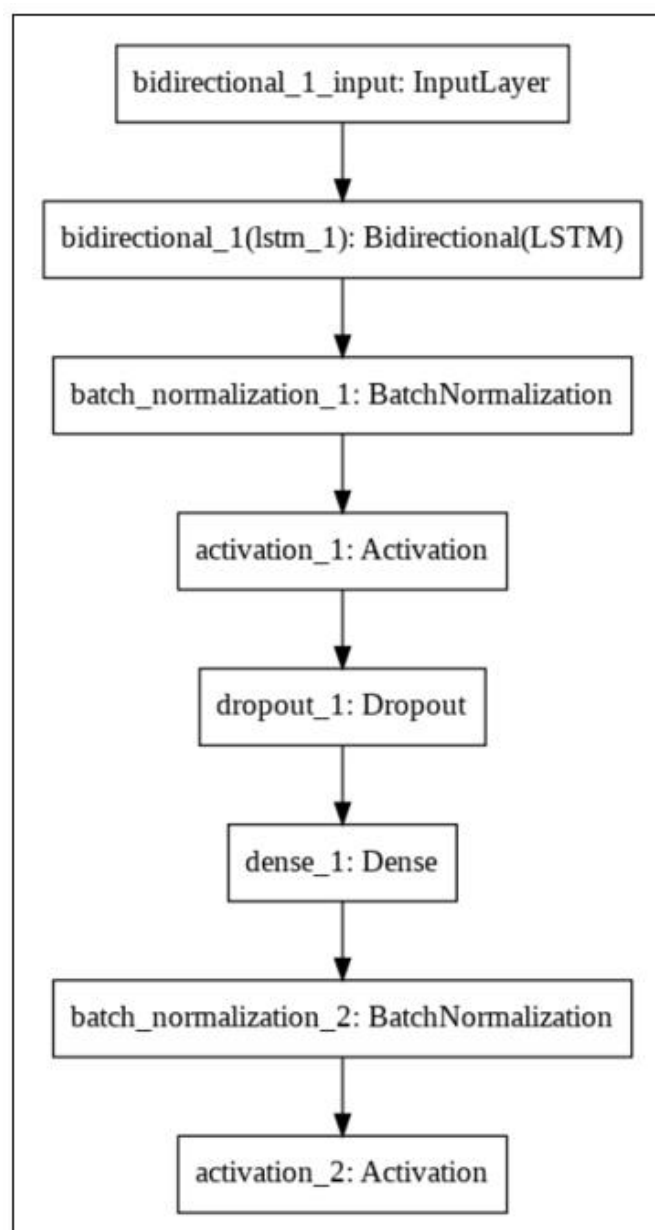 bidirectional_1_input: InputLayer
bidirectional_1(lstm_1): Bidirectional(LSTM)
batch_normalization_1: BatchNormalization
activation_1: Activation
dropout_1: Dropout
dense_1: Dense
batch_normalization_2: BatchNormalization
activation_2: Activation